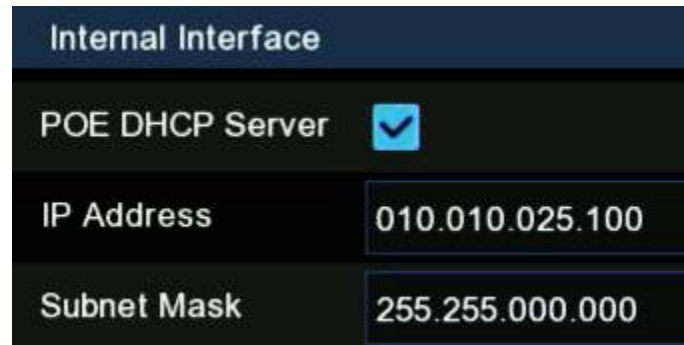 Internal Interface
POE DHCP Server
IP Address 010.010.025.100
Subnet Mask 255.255.000.000